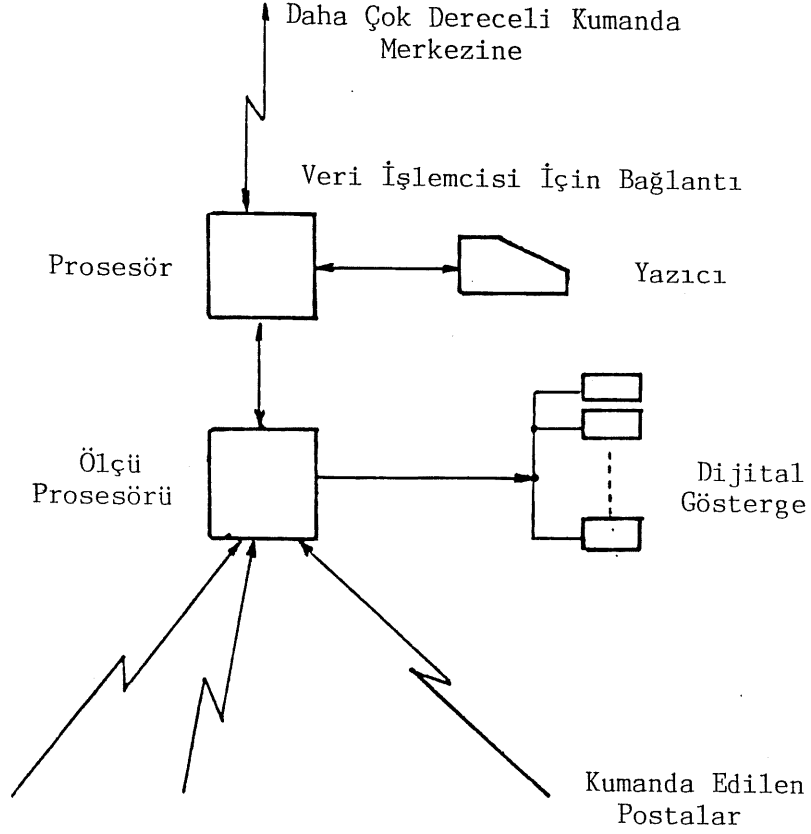 Daha Çok Dereceli Kumanda
Merkezine
Veri İşlemcisi İçin Bağlantı
Prosesör
Yazıcı
Ölçü
Prosesörü
Dijital
Gösterge
Kumanda Edilen
Postalar